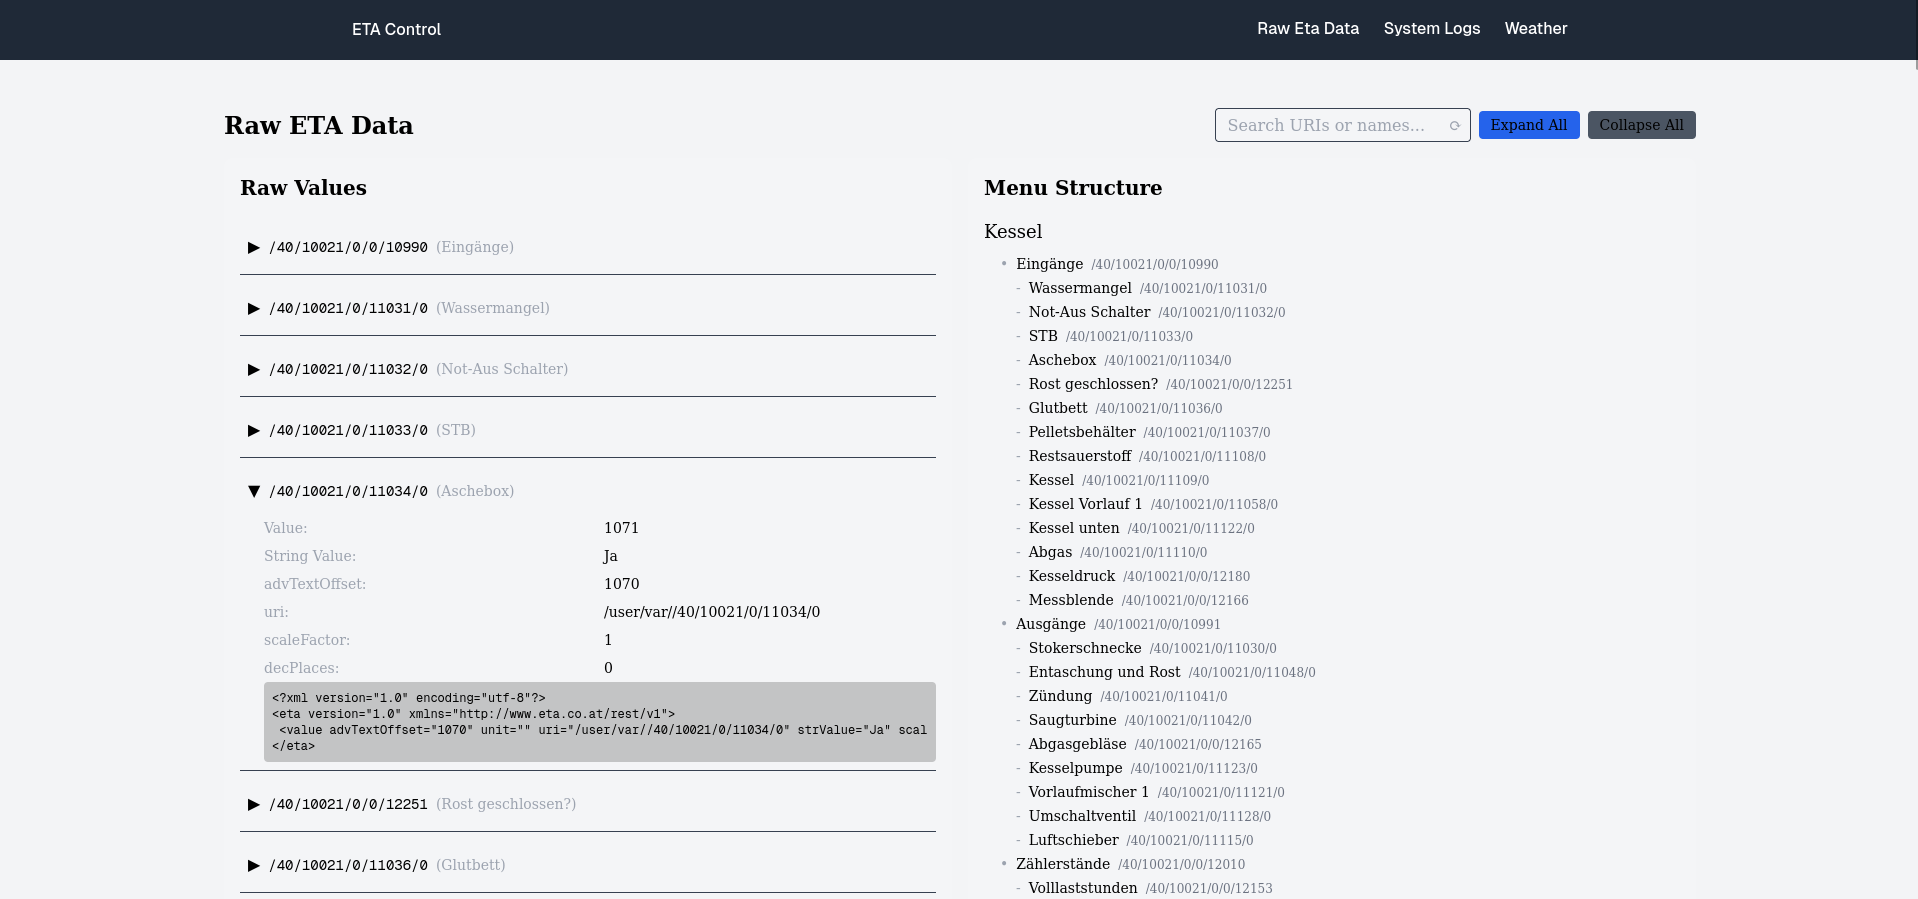 ETA Control
Raw Eta Data
System Logs
Weather
Raw ETA Data
Search URIs or names...
Expand All
Collapse All
Raw Values
▶ /40/10021/0/0/10990 (Eingänge)
▶ /40/10021/0/11031/0 (Wassermangel)
▶ /40/10021/0/11032/0 (Not-Aus Schalter)
▶ /40/10021/0/11033/0 (STB)
▼ /40/10021/0/11034/0 (Aschebox)
Value: 1071
String Value: Ja
advTextOffset: 1070
uri: /user/var//40/10021/0/11034/0
scaleFactor: 1
decPlaces: 0
<?xml version="1.0" encoding="utf-8"?>
<eta version="1.0" xmlns="http://www.eta.co.at/rest/v1">
<value advTextOffset="1070" unit="" uri="/user/var//40/10021/0/11034/0" strValue="Ja" scal
</eta>
▶ /40/10021/0/0/12251 (Rost geschlossen?)
▶ /40/10021/0/11036/0 (Glutbett)
Menu Structure
Kessel
• Eingänge /40/10021/0/0/10990
- Wassermangel /40/10021/0/11031/0
- Not-Aus Schalter /40/10021/0/11032/0
- STB /40/10021/0/11033/0
- Aschebox /40/10021/0/11034/0
- Rost geschlossen? /40/10021/0/0/12251
- Glutbett /40/10021/0/11036/0
- Pelletsbehälter /40/10021/0/11037/0
- Restsauerstoff /40/10021/0/11108/0
- Kessel /40/10021/0/11109/0
- Kessel Vorlauf 1 /40/10021/0/11058/0
- Kessel unten /40/10021/0/11122/0
- Abgas /40/10021/0/11110/0
- Kesseldruck /40/10021/0/0/12180
- Messblende /40/10021/0/0/12166
• Ausgänge /40/10021/0/0/10991
- Stokerschnecke /40/10021/0/11030/0
- Entaschung und Rost /40/10021/0/11048/0
- Zündung /40/10021/0/11041/0
- Saugturbine /40/10021/0/11042/0
- Abgasgebläse /40/10021/0/0/12165
- Kesselpumpe /40/10021/0/11123/0
- Vorlaufmischer 1 /40/10021/0/11121/0
- Umschaltventil /40/10021/0/11128/0
- Luftschieber /40/10021/0/11115/0
• Zählerstände /40/10021/0/0/12010
- Volllaststunden /40/10021/0/0/12153